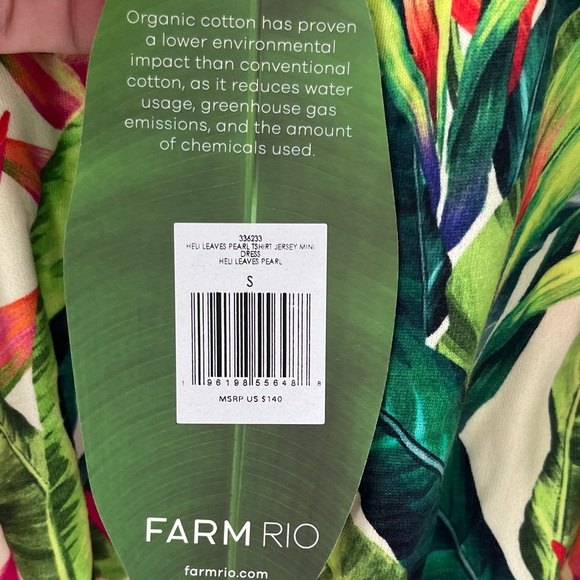 Organic cotton has proven
a lower environmental
impact than conventional
cotton, as it reduces water
usage, greenhouse gas
emissions, and the amount
of chemicals used.
336233
HELI LEAVES PEARL TSHIRT JERSEY MINI
DRESS
HELI LEAVES PEARL
S
1 96198 55648 8
MSRP US $140
FARM RIO
farmrio.com